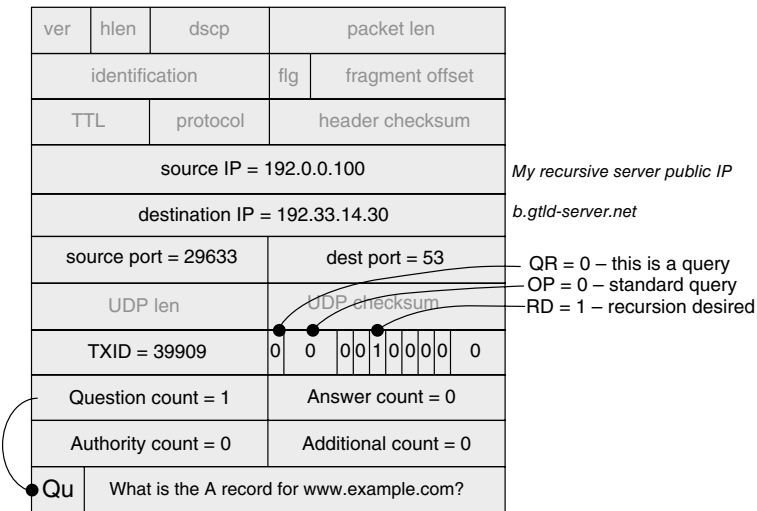 ver hlen dscp packet len
identification flg fragment offset
TTL protocol header checksum
source IP = 192.0.0.100 My recursive server public IP
destination IP = 192.33.14.30 b.gtld-server.net
source port = 29633 dest port = 53
QR = 0 – this is a query
OP = 0 – standard query
UDP len UDP checksum RD = 1 – recursion desired
TXID = 39909 0 0 0 0 1 0 0 0 0 0
Question count = 1 Answer count = 0
Authority count = 0 Additional count = 0
Qu What is the A record for www.example.com?